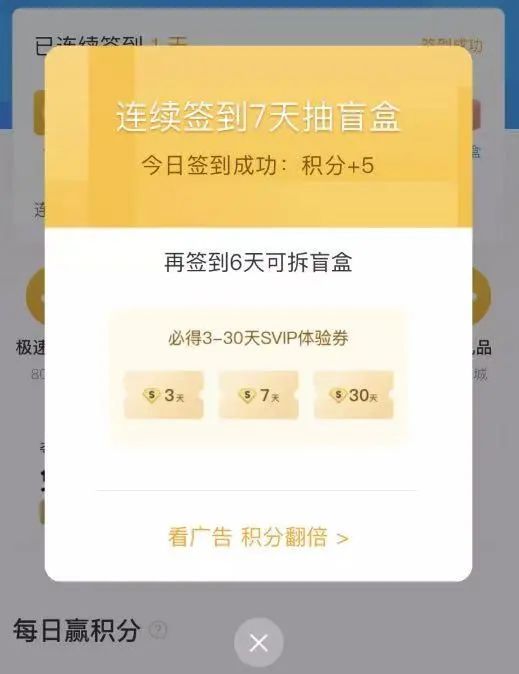 已连续签到 1 天
签到成功
连续签到7天抽盲盒
今日签到成功：积分+5
盒
再签到6天可拆盲盒
必得3-30天SVIP体验券
S 3天
S 7天
S 30天
极速
品
80
城
看广告 积分翻倍 >
每日赢积分 ?